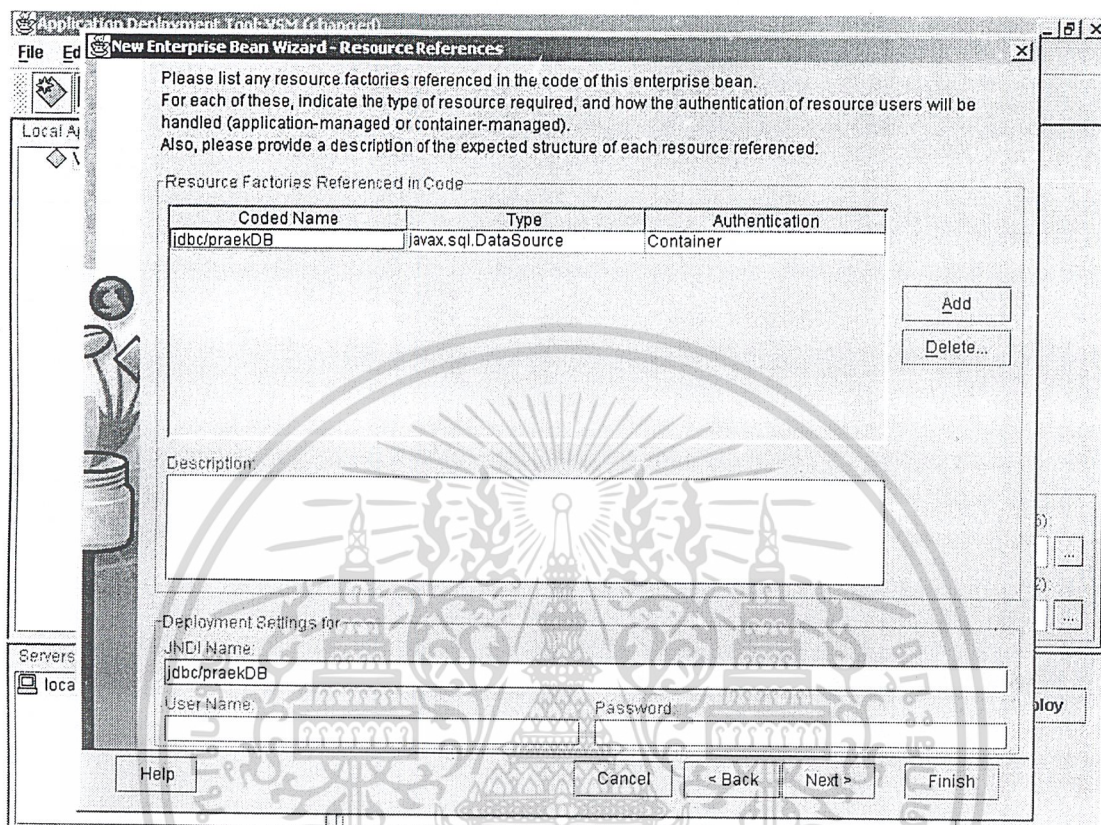 Application Deployment Tool: VSM (changed)
File Ed
New Enterprise Bean Wizard - Resource References
Please list any resource factories referenced in the code of this enterprise bean.
For each of these, indicate the type of resource required, and how the authentication of resource users will be
handled (application-managed or container-managed).
Also, please provide a description of the expected structure of each resource referenced.
Local A
Resource Factories Referenced in Code
Coded Name Type Authentication
jdbc/praekDB javax.sql.DataSource Container
Add
Delete...
Description:
Deployment Settings for
JNDI Name:
jdbc/praekDB
Servers
loca
User Name: Password:
ploy
Help Cancel < Back Next > Finish